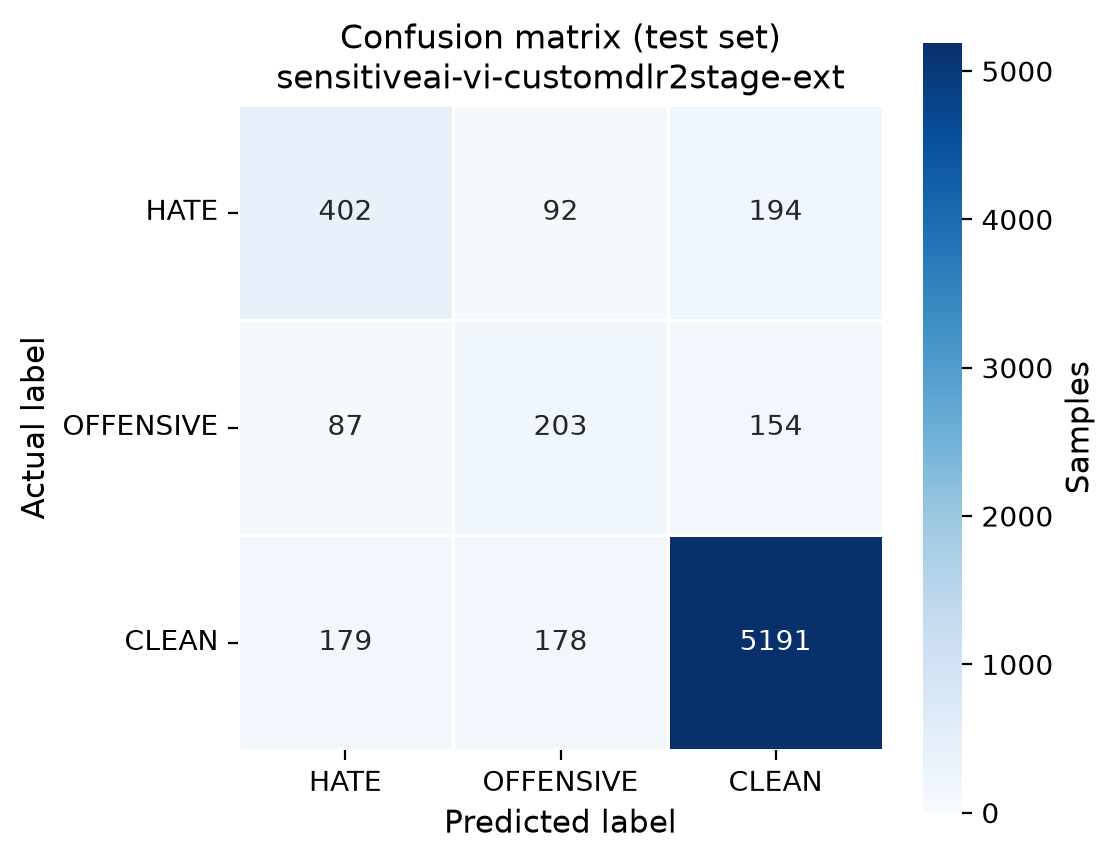 Confusion matrix (test set)
sensitiveai-vi-customdlr2stage-ext
HATE
402
92
194
OFFENSIVE
87
203
154
CLEAN
179
178
5191
HATE
OFFENSIVE
CLEAN
Predicted label
Actual label
5000
4000
3000
2000
1000
0
Samples